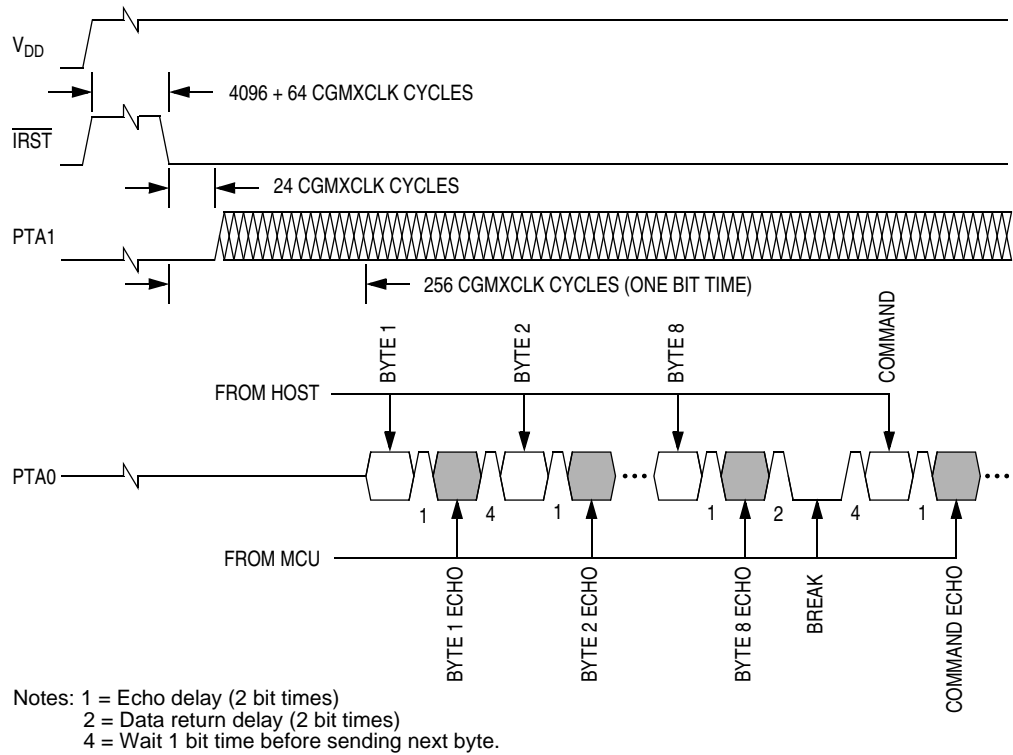 VDD
4096 + 64 CGMXCLK CYCLES
IRST
24 CGMXCLK CYCLES
PTA1
256 CGMXCLK CYCLES (ONE BIT TIME)
BYTE 1
BYTE 2
BYTE 8
COMMAND
FROM HOST
PTA0
1
4
1
1
2
4
1
FROM MCU
BYTE 1 ECHO
BYTE 2 ECHO
BYTE 8 ECHO
BREAK
COMMAND ECHO
Notes: 1 = Echo delay (2 bit times)
2 = Data return delay (2 bit times)
4 = Wait 1 bit time before sending next byte.